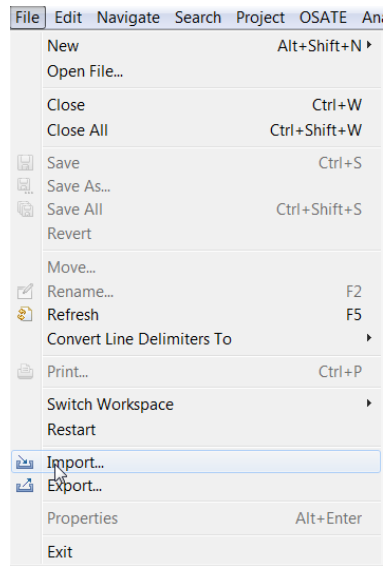 File Edit Navigate Search Project OSATE
New Alt+Shift+N
Open File...
Close Ctrl+W
Close All Ctrl+Shift+W
Save Ctrl+S
Save As...
Save All Ctrl+Shift+S
Revert
Move...
Rename... F2
Refresh F5
Convert Line Delimiters To
Print... Ctrl+P
Switch Workspace
Restart
Import...
Export...
Properties Alt+Enter
Exit